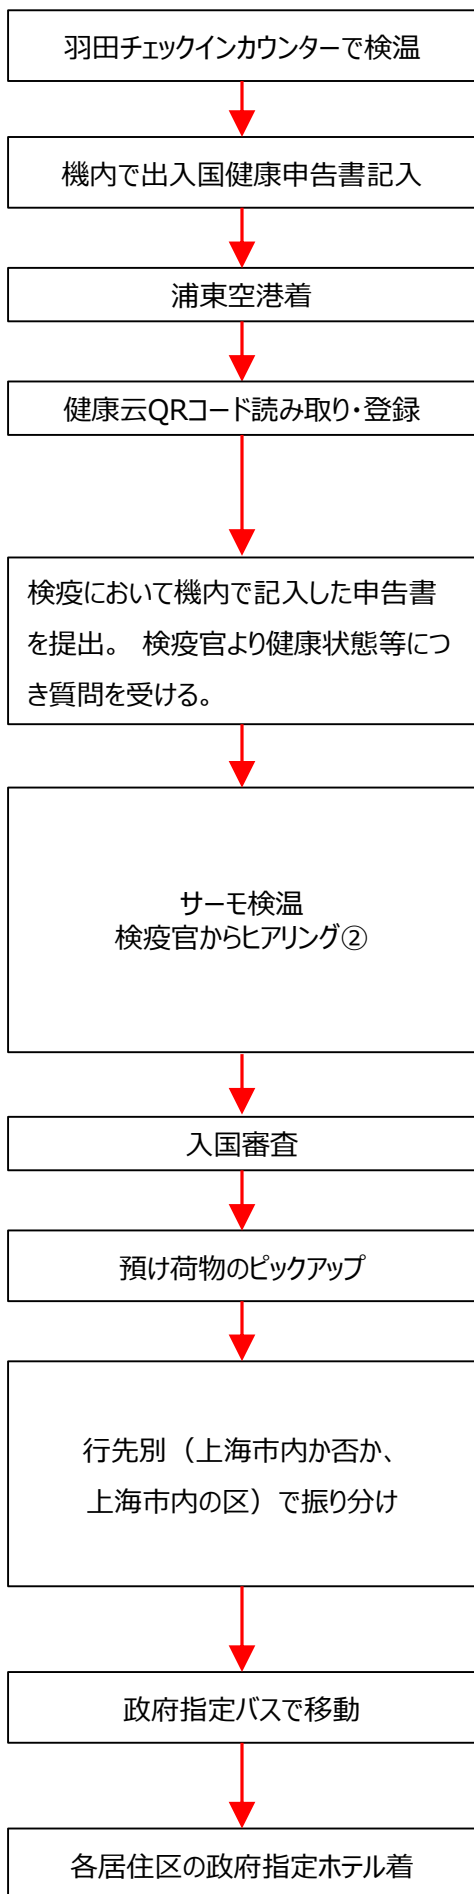 羽田チェックインカウンターで検温
機内で出入国健康申告書記入
浦東空港着
健康云QRコード読み取り・登録
検疫において機内で記入した申告書
を提出。 検疫官より健康状態等につ
き質問を受ける。
サーモ検温
検疫官からヒアリング②
入国審査
預け荷物のピックアップ
行先別（上海市内か否か、
上海市内の区）で振り分け
政府指定バスで移動
各居住区の政府指定ホテル着